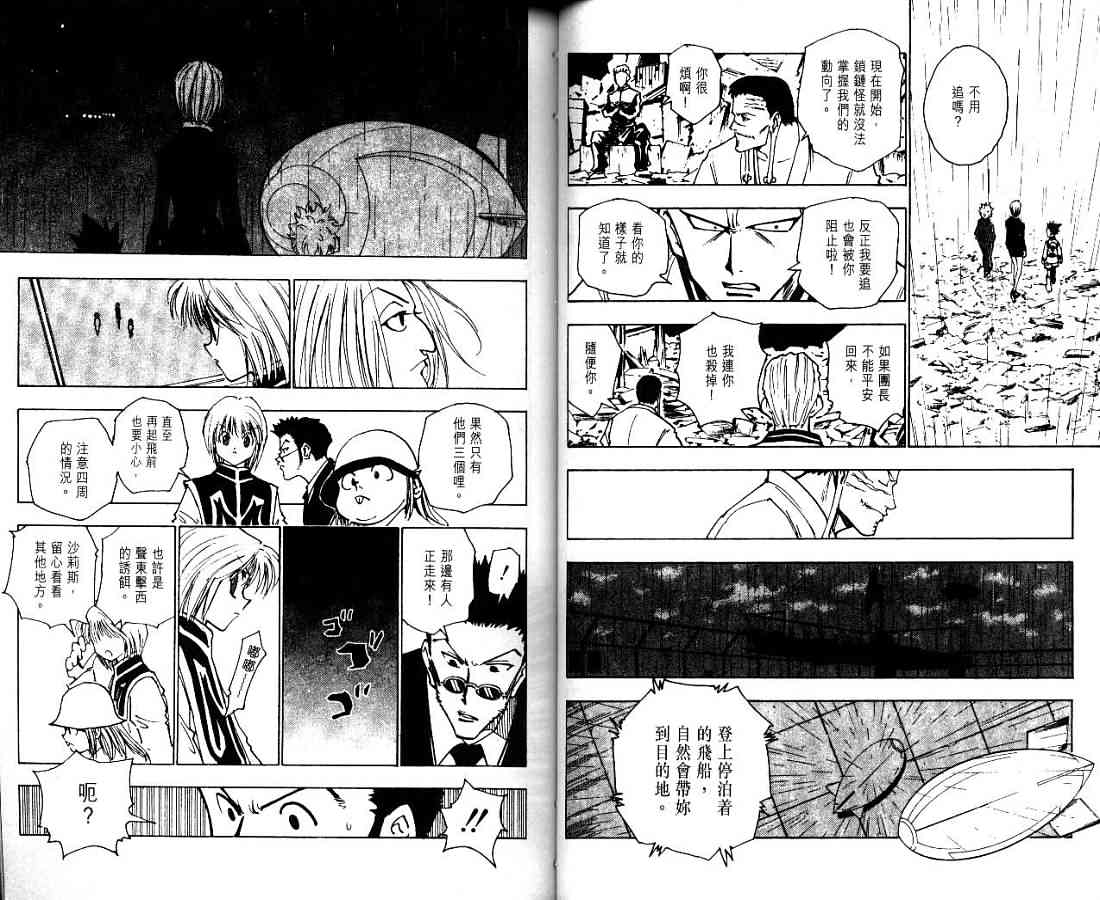 不用
追嗎？
現在開始，
鎖鏈怪就沒法
掌握我們的
動向了。
你很
煩啊！
反正我要追
也會被你
阻止啦！
看你的
樣子就
知道了。
如果團長
不能平安
回來，
我連你
也殺掉！
隨便你。
登上停泊着
的飛船，
自然會帶妳
到目的地。
果然只有
他們三個哩。
直至
再起飛前
也要小心，
注意四周
的情況。
！
那邊有人
正走來！
ゴゴゴ
嘟嘟——
也許是
聲東擊西
的誘餌。
沙莉斯，
留心看看
其他地方。
!!
呃？